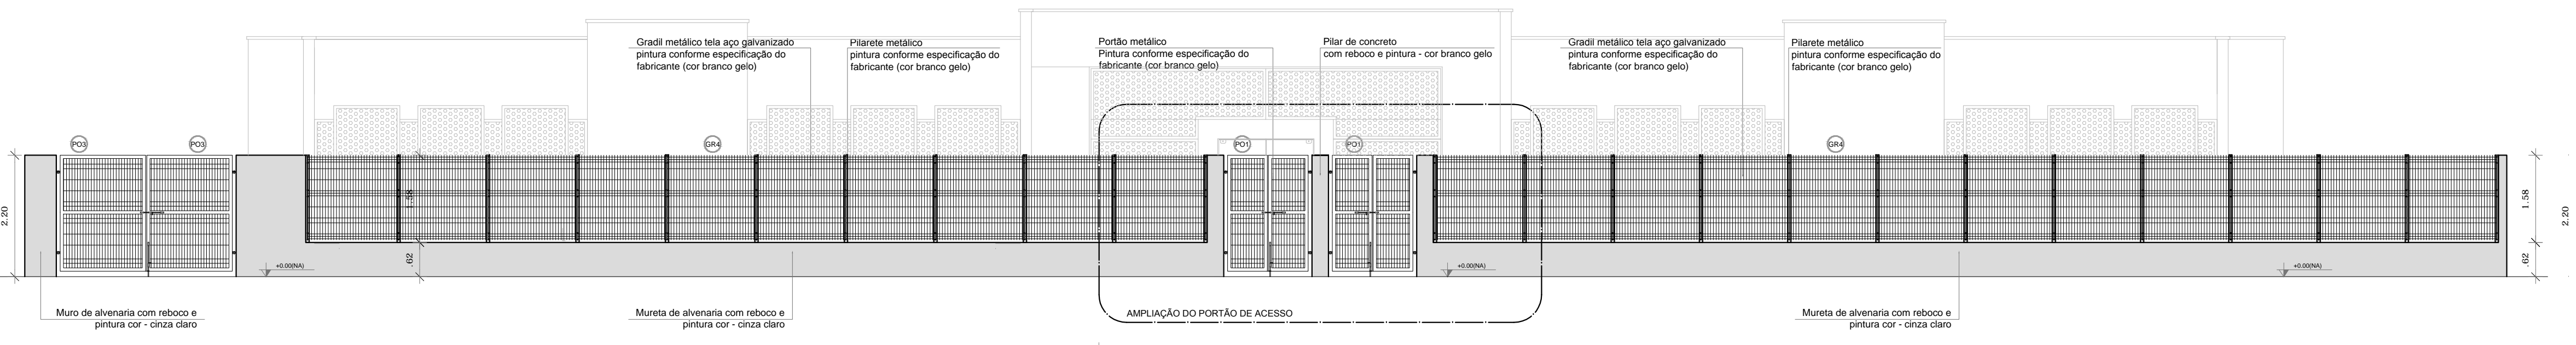 Gradil metálico tela aço galvanizado
pintura conforme especificação do
fabricante (cor branco gelo)
Pilarete metálico
pintura conforme especificação do
fabricante (cor branco gelo)
Portão metálico
Pintura conforme especificação do
fabricante (cor branco gelo)
Pilar de concreto
com reboco e pintura - cor branco gelo
Gradil metálico tela aço galvanizado
pintura conforme especificação do
fabricante (cor branco gelo)
Pilarete metálico
pintura conforme especificação do
fabricante (cor branco gelo)
PO3
PO3
GR4
PO1
PO1
GR4
2.20
1.58
.62
1.58
.62
2.20
+0.00(NA)
+0.00(NA)
+0.00(NA)
Muro de alvenaria com reboco e
pintura cor - cinza claro
Mureta de alvenaria com reboco e
pintura cor - cinza claro
AMPLIAÇÃO DO PORTÃO DE ACESSO
Mureta de alvenaria com reboco e
pintura cor - cinza claro